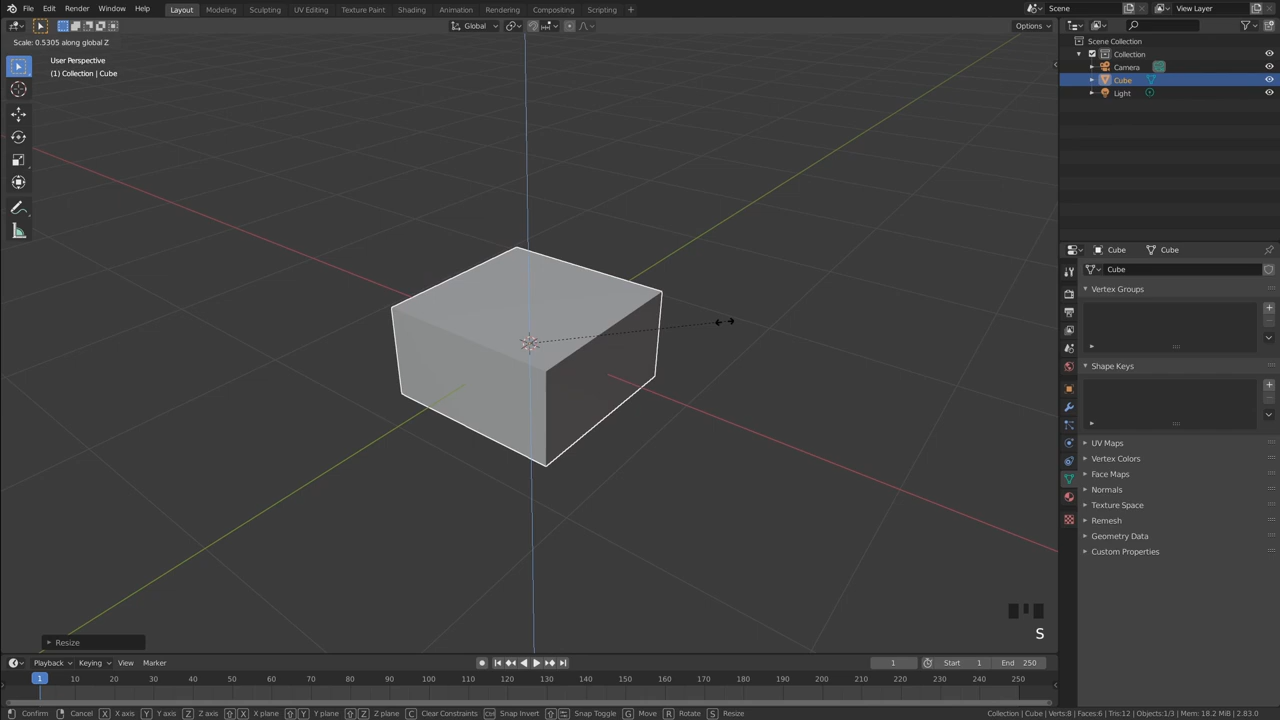 File Edit Render Window Help Layout Modeling Sculpting UV Editing Texture Paint Shading Animation Rendering Compositing Scripting + Scene View Layer
Global Options
Scale: 0.5305 along global Z
User Perspective
(1) Collection | Cube
Scene Collection
Collection
Camera
Cube
Light
Cube Cube
Cube
Vertex Groups
Shape Keys
UV Maps
Vertex Colors
Face Maps
Normals
Texture Space
Remesh
Geometry Data
Custom Properties
S
Resize
Playback Keying View Marker 1 Start 1 End 250
1 10 20 30 40 50 60 70 80 90 100 110 120 130 140 150 160 170 180 190 200 210 220 230 240 250
Confirm Cancel X X axis Y Y axis Z Z axis X X plane Y Y plane Z Z plane C Clear Constraints Ctrl Snap Invert Snap Toggle G Move R Rotate S Resize Collection | Cube | Verts:8 | Faces:6 | Tris:12 | Objects:1/3 | Mem: 18.2 MiB | 2.83.0